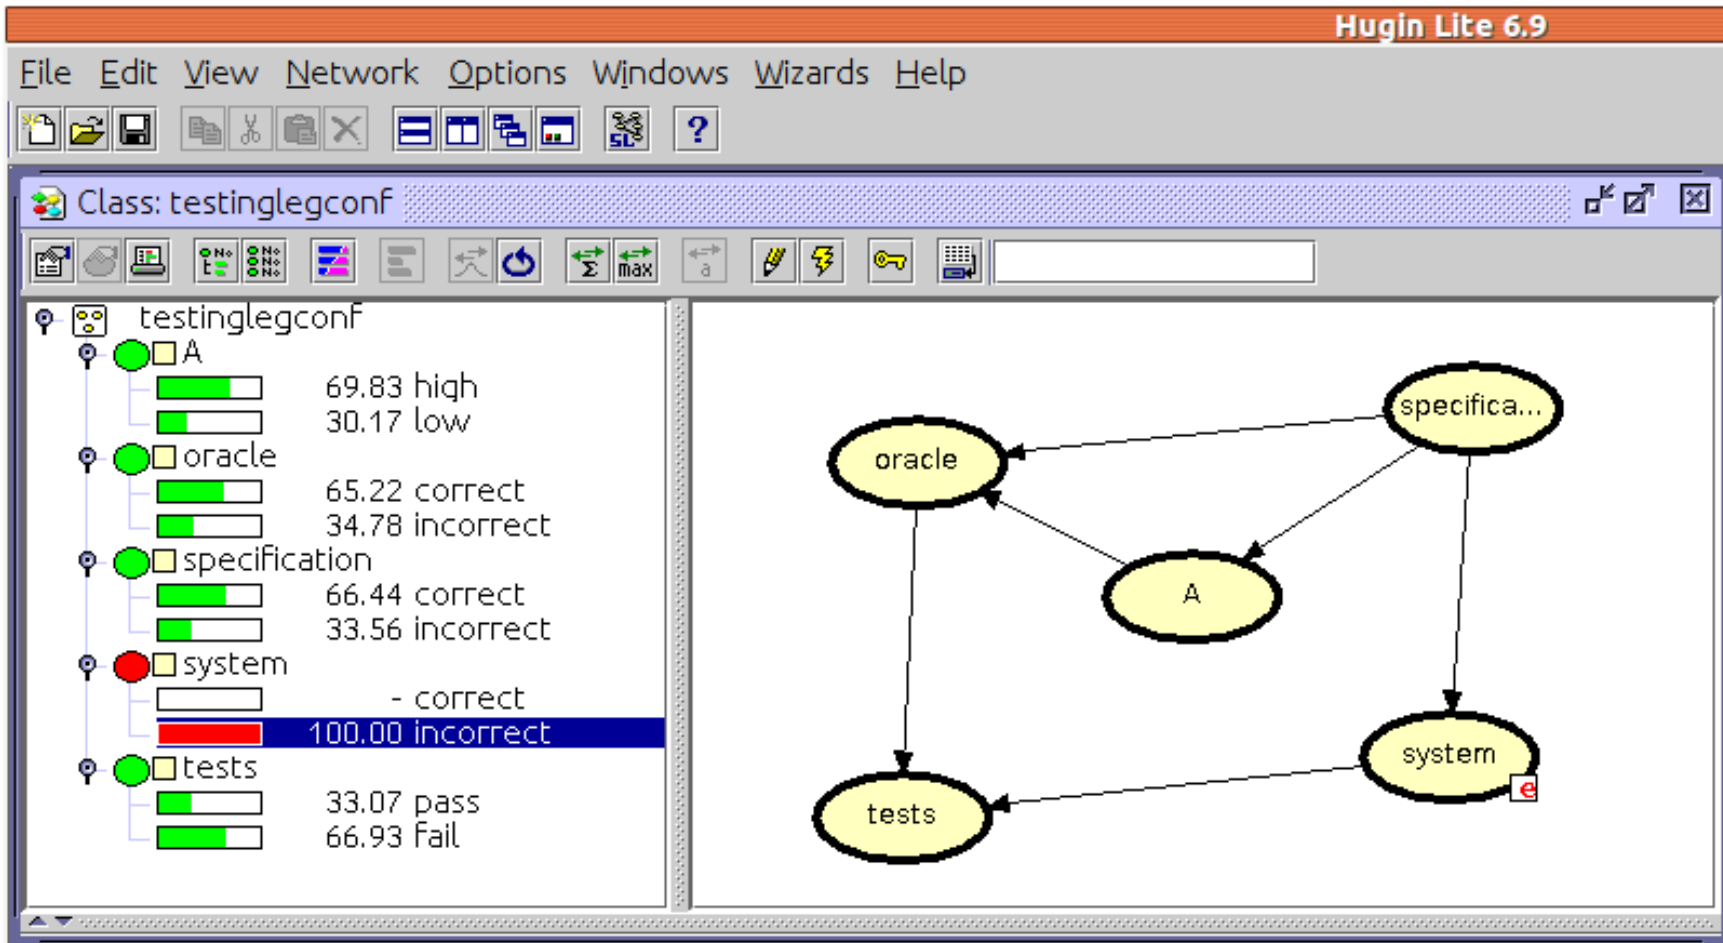 Hugin Lite 6.9
File Edit View Network Options Windows Wizards Help
SL ?
Class: testinglegconf
Σ max a
testinglegconf
A
69.83 high
30.17 low
oracle
65.22 correct
34.78 incorrect
specification
66.44 correct
33.56 incorrect
system
- correct
100.00 incorrect
tests
33.07 pass
66.93 fail
specifica...
oracle
A
system
e
tests